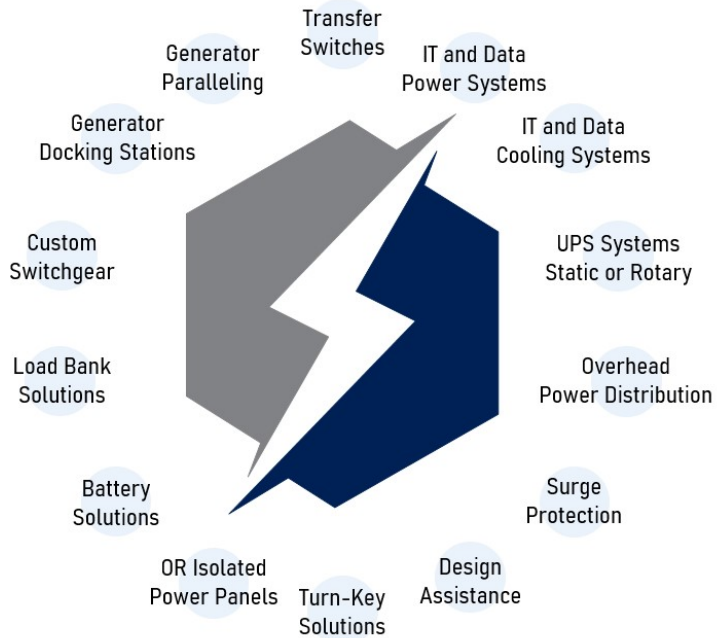 Transfer
Switches
IT and Data
Power Systems
IT and Data
Cooling Systems
UPS Systems
Static or Rotary
Overhead
Power Distribution
Surge
Protection
Design
Assistance
Turn-Key
Solutions
OR Isolated
Power Panels
Battery
Solutions
Load Bank
Solutions
Custom
Switchgear
Generator
Docking Stations
Generator
Paralleling